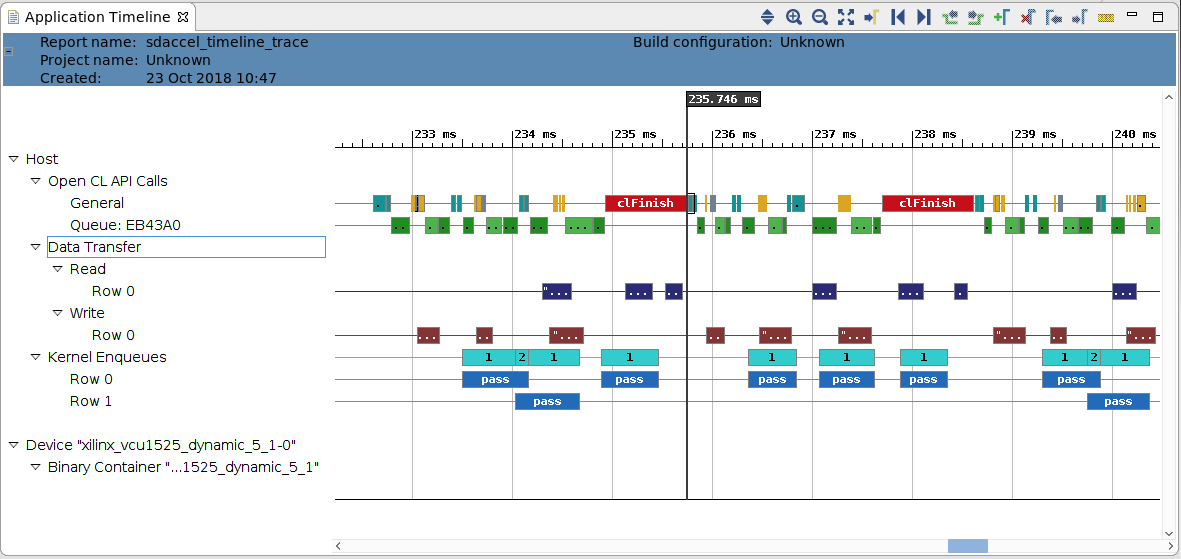 Application Timeline
Report name: sdaccel_timeline_trace Build configuration: Unknown
Project name: Unknown
Created: 23 Oct 2018 10:47
235.746 ms
233 ms 234 ms 235 ms 236 ms 237 ms 238 ms 239 ms 240 ms
Host
Open CL API Calls
General clFinish clFinish
Queue: EB43A0
Data Transfer
Read
Row 0 "... ... ... ... ... . ...
Write
Row 0 ... .. "... .. "... "... ... .. "...
Kernel Enqueues 1 2 1 1 1 1 1 1 2 1
Row 0 pass pass pass pass pass pass
Row 1 pass pass
Device "xilinx_vcu1525_dynamic_5_1-0"
Binary Container "...1525_dynamic_5_1"